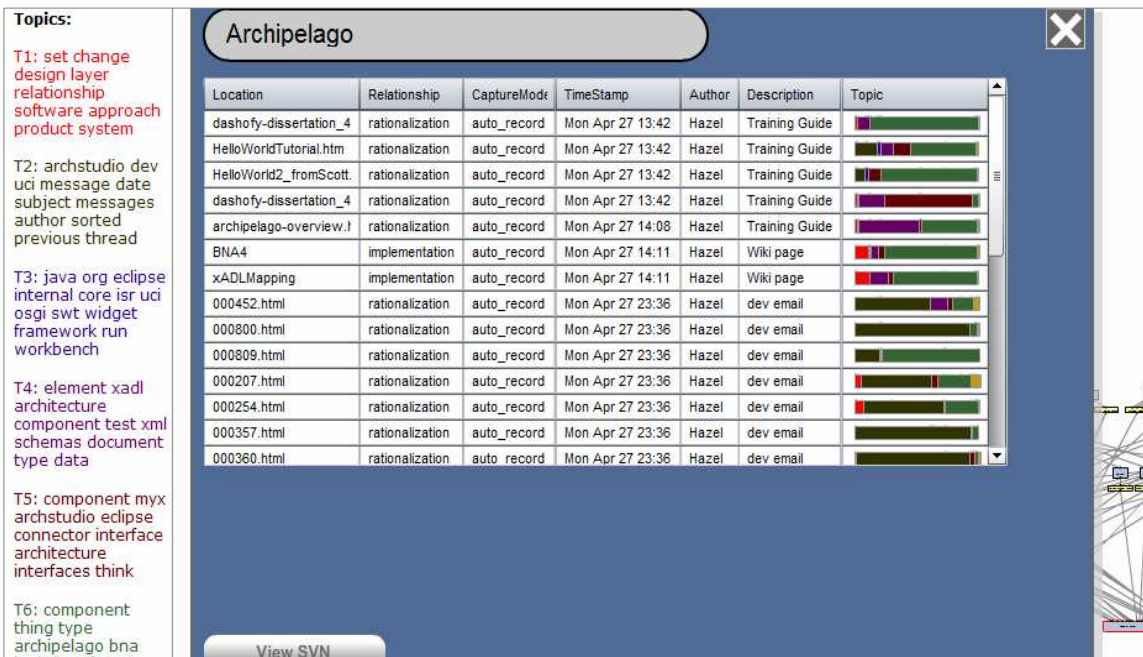 Topics:
T1: set change
design layer
relationship
software approach
product system
T2: archstudio dev
uci message date
subject messages
author sorted
previous thread
T3: java org eclipse
internal core isr uci
osgi swt widget
framework run
workbench
T4: element xadl
architecture
component test xml
schemas document
type data
T5: component myx
archstudio eclipse
connector interface
architecture
interfaces think
T6: component
thing type
archipelago bna
Archipelago
Location Relationship CaptureMode TimeStamp Author Description Topic
dashofy-dissertation_4 rationalization auto_record Mon Apr 27 13:42 Hazel Training Guide
HelloWorldTutorial.htm rationalization auto_record Mon Apr 27 13:42 Hazel Training Guide
HelloWorld2_fromScott. rationalization auto_record Mon Apr 27 13:42 Hazel Training Guide
dashofy-dissertation_4 rationalization auto_record Mon Apr 27 13:42 Hazel Training Guide
archipelago-overview.h rationalization auto_record Mon Apr 27 14:08 Hazel Training Guide
BNA4 implementation auto_record Mon Apr 27 14:11 Hazel Wiki page
xADLMapping implementation auto_record Mon Apr 27 14:11 Hazel Wiki page
000452.html rationalization auto_record Mon Apr 27 23:36 Hazel dev email
000800.html rationalization auto_record Mon Apr 27 23:36 Hazel dev email
000809.html rationalization auto_record Mon Apr 27 23:36 Hazel dev email
000207.html rationalization auto_record Mon Apr 27 23:36 Hazel dev email
000254.html rationalization auto_record Mon Apr 27 23:36 Hazel dev email
000357.html rationalization auto_record Mon Apr 27 23:36 Hazel dev email
000360.html rationalization auto_record Mon Apr 27 23:36 Hazel dev email
View SVN